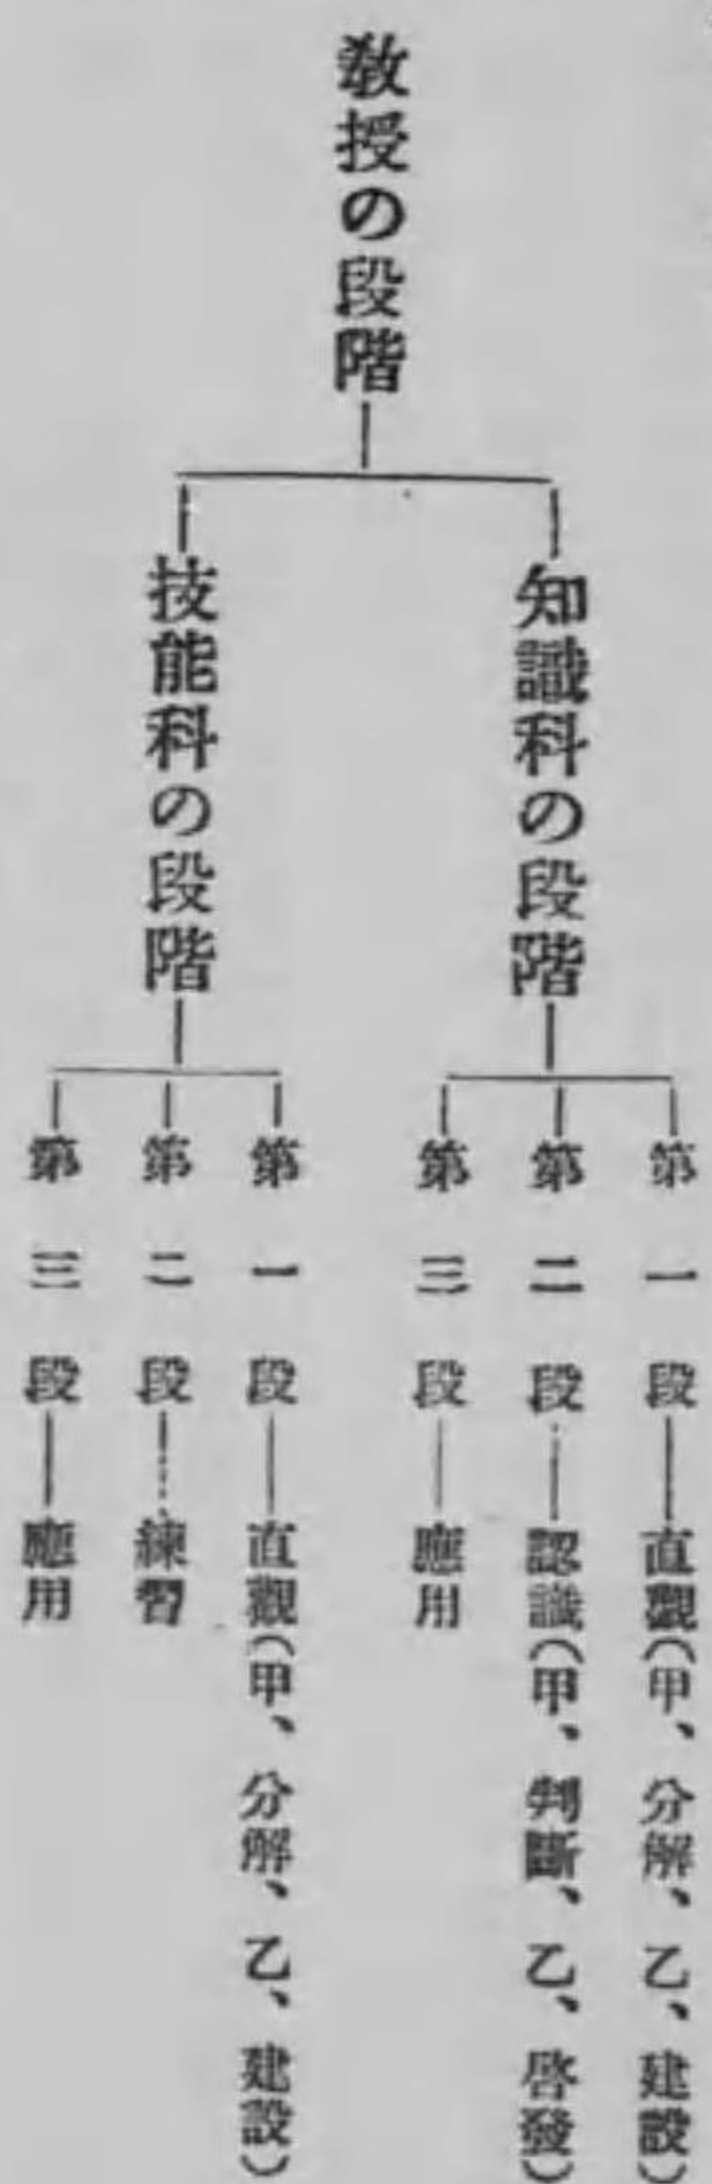 教授の段階
知識科の段階
第一段 直觀(甲、分解、乙、建設)
第二段 認識(甲、判斷、乙、啓發)
第三段 應用
技能科の段階
第一段 直觀(甲、分解、乙、建設)
第二段 練習
第三段 應用